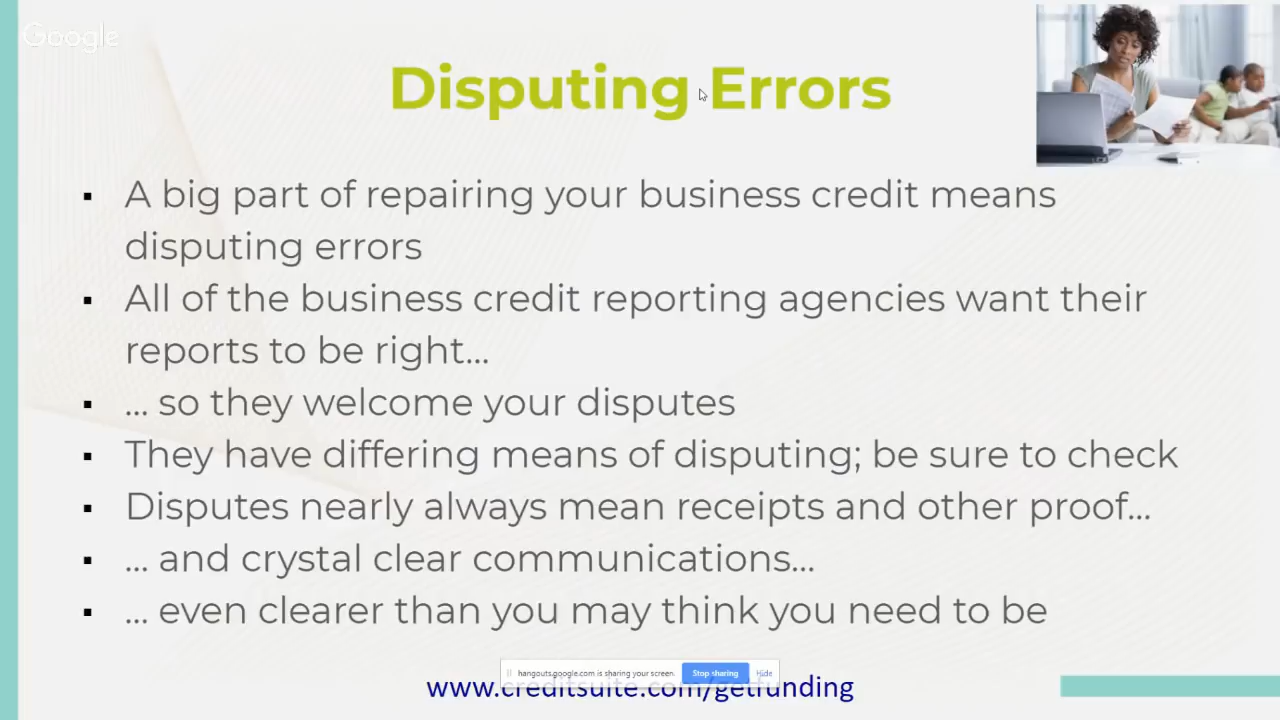 Google
Disputing Errors
▪ A big part of repairing your business credit means
disputing errors
▪ All of the business credit reporting agencies want their
reports to be right...
▪ ... so they welcome your disputes
▪ They have differing means of disputing; be sure to check
▪ Disputes nearly always mean receipts and other proof...
▪ ... and crystal clear communications...
▪ ... even clearer than you may think you need to be
hangouts.google.com is sharing your screen. Stop sharing Hide
www.creditsuite.com/getfunding